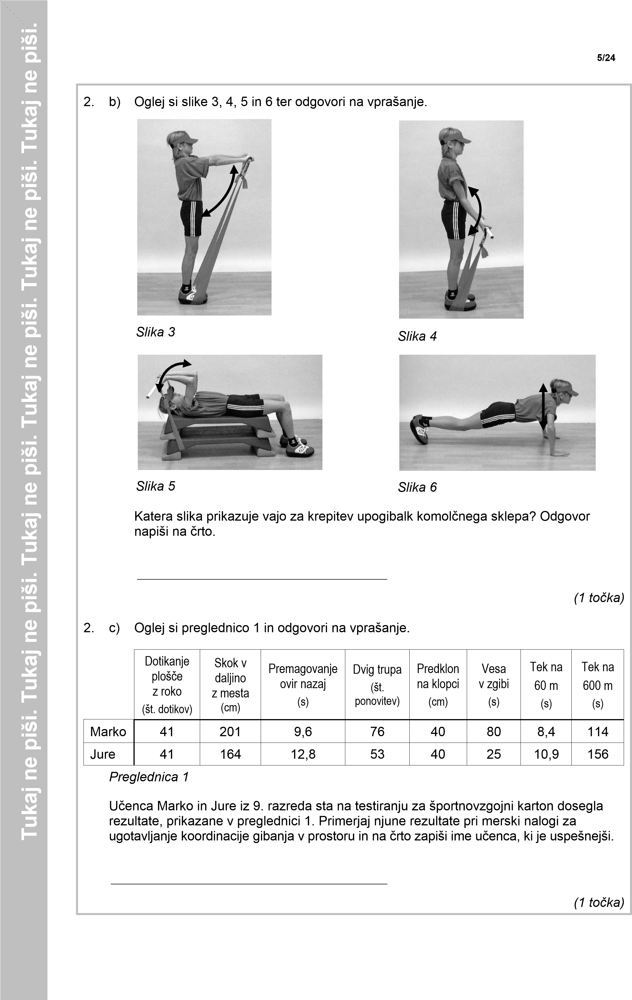 Tukaj ne piši. Tukaj ne piši. Tukaj ne piši. Tukaj ne piši. Tukaj ne piši. Tukaj ne piši.
5/24
2. b) Oglej si slike 3, 4, 5 in 6 ter odgovori na vprašanje.
Slika 3
Slika 4
Slika 5
Slika 6
Katera slika prikazuje vajo za krepitev upogibalk komolčnega sklepa? Odgovor
napiši na črto.
(1 točka)
2. c) Oglej si preglednico 1 in odgovori na vprašanje.
Dotikanje plošče z roko (št. dotikov) Skok v daljino z mesta (cm) Premagovanje ovir nazaj (s) Dvig trupa (št. ponovitev) Predklon na klopci (cm) Vesa v zgibi (s) Tek na 60 m (s) Tek na 600 m (s)
Marko 41 201 9,6 76 40 80 8,4 114
Jure 41 164 12,8 53 40 25 10,9 156
Preglednica 1
Učenca Marko in Jure iz 9. razreda sta na testiranju za športnovzgojni karton dosegla
rezultate, prikazane v preglednici 1. Primerjaj njune rezultate pri merski nalogi za
ugotavljanje koordinacije gibanja v prostoru in na črto zapiši ime učenca, ki je uspešnejši.
(1 točka)